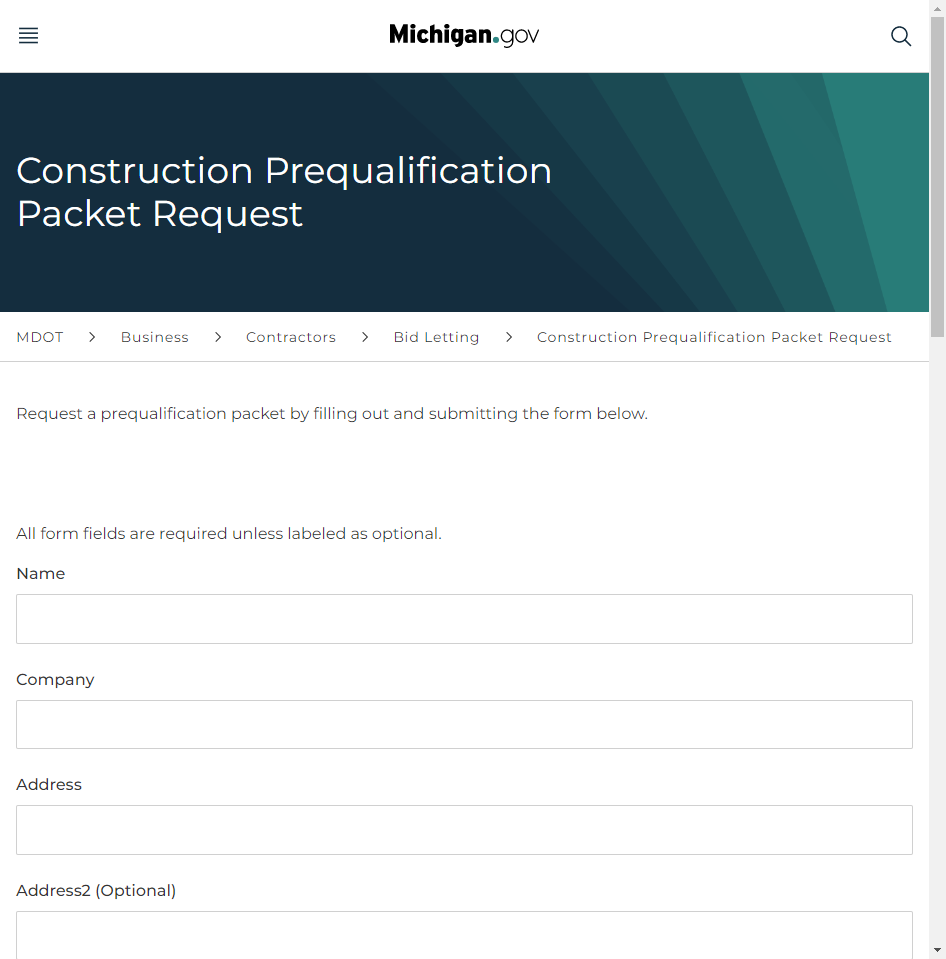 Michigan.gov
Construction Prequalification
Packet Request
MDOT > Business > Contractors > Bid Letting > Construction Prequalification Packet Request
Request a prequalification packet by filling out and submitting the form below.
All form fields are required unless labeled as optional.
Name
Company
Address
Address2 (Optional)